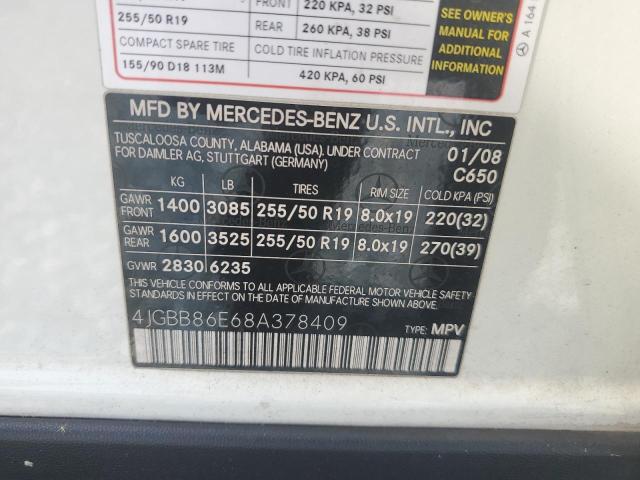 FRONT 220 KPA, 32 PSI
255/50 R19 REAR 260 KPA, 38 PSI
COMPACT SPARE TIRE COLD TIRE INFLATION PRESSURE
155/90 D18 113M 420 KPA, 60 PSI
SEE OWNER'S
MANUAL FOR
ADDITIONAL
INFORMATION
A 164
MFD BY MERCEDES-BENZ U.S. INTL., INC
TUSCALOOSA COUNTY, ALABAMA (USA). UNDER CONTRACT 01/08
FOR DAIMLER AG, STUTTGART (GERMANY) C650
KG LB TIRES RIM SIZE COLD KPA (PSI)
GAWR FRONT 1400 3085 255/50 R19 8.0x19 220(32)
GAWR REAR 1600 3525 255/50 R19 8.0x19 270(39)
GVWR 2830 6235
THIS VEHICLE CONFORMS TO ALL APPLICABLE FEDERAL MOTOR VEHICLE SAFETY
STANDARDS IN EFFECT ON THE DATE OF MANUFACTURE SHOWN ABOVE.
4JGBB86E68A378409 TYPE: MPV